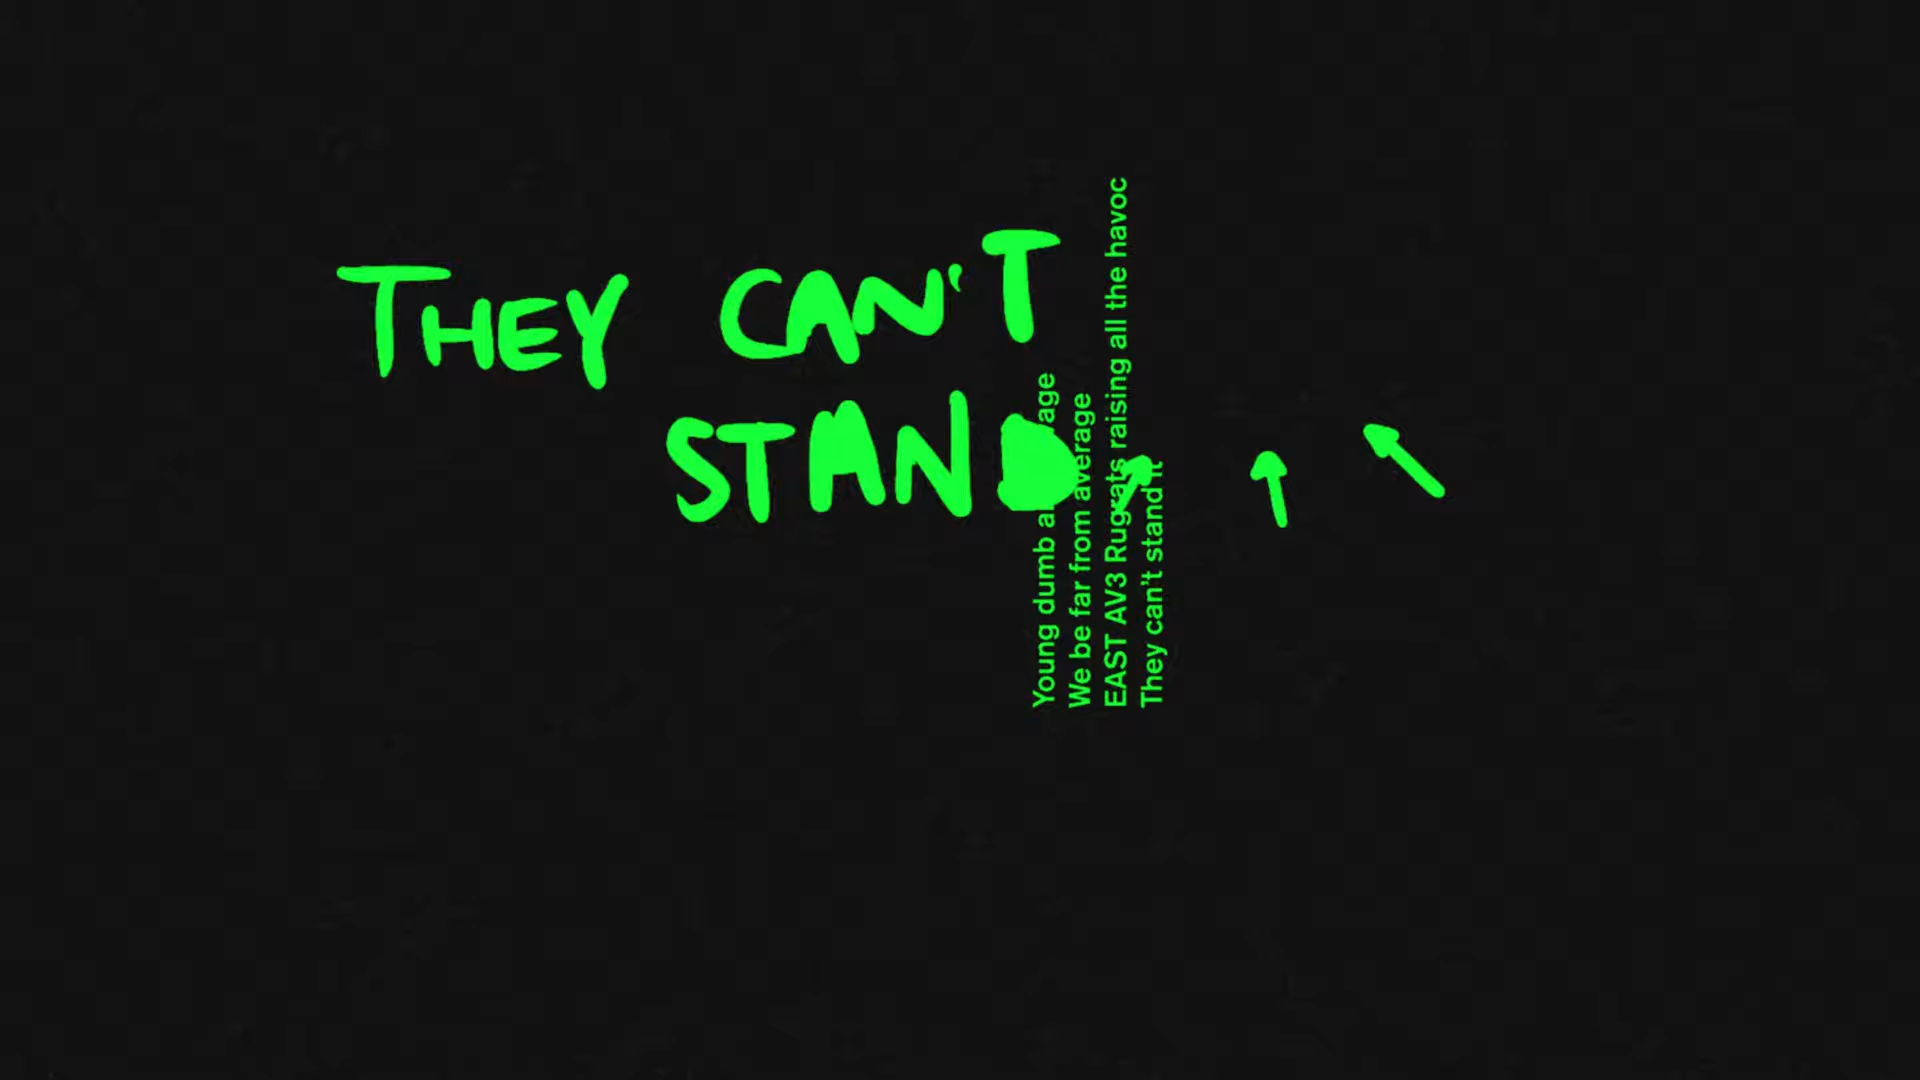 THEY CAN'T
STAND
Young dumb a age
We be far from average
EAST AV3 Rugrats raising all the havoc
They can't stand it